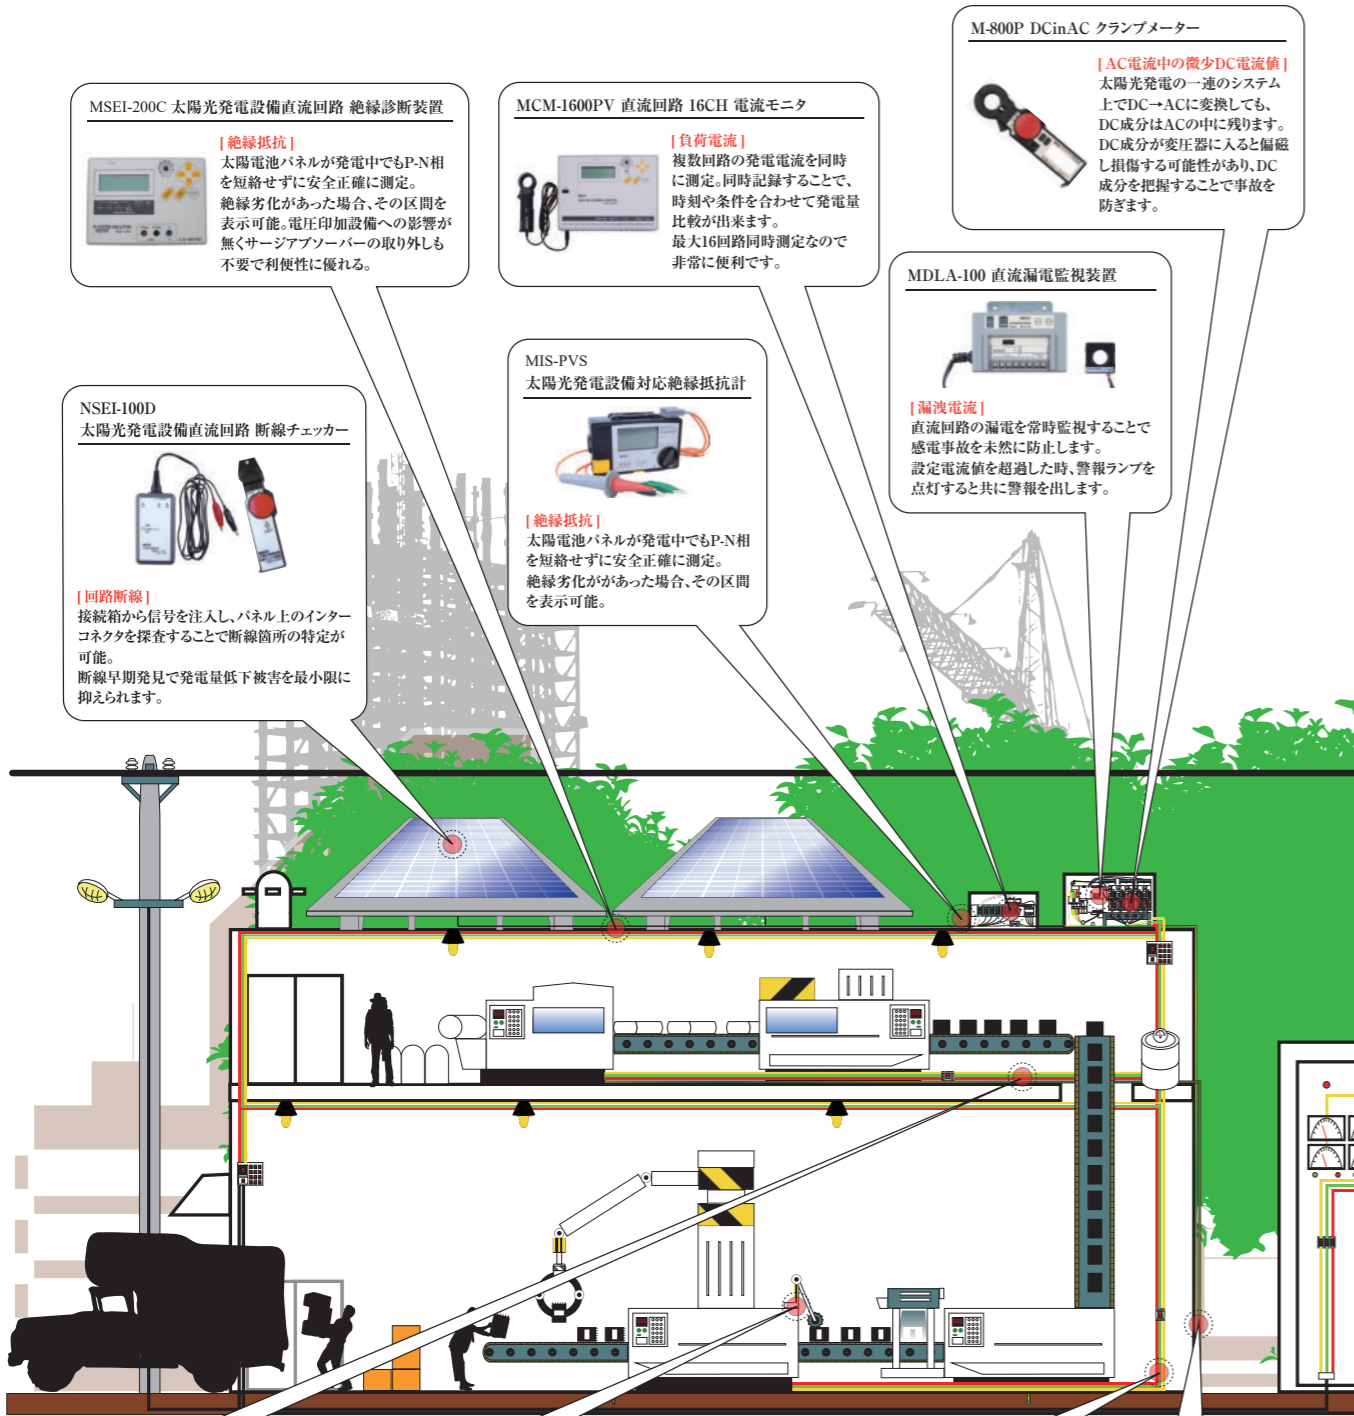 M-800P DCinAC クランプメーター
[ AC電流中の微少DC電流値 ]
太陽光発電の一連のシステム
上でDC→ACに変換しても、
DC成分はACの中に残ります。
DC成分が変圧器に入ると偏磁
し損傷する可能性があり、DC
成分を把握することで事故を
防ぎます。
MSEI-200C 太陽光発電設備直流回路 絶縁診断装置
[ 絶縁抵抗 ]
太陽電池パネルが発電中でもP-N相
を短絡せずに安全正確に測定。
絶縁劣化があった場合、その区間を
表示可能。電圧印加設備への影響が
無くサージアブソーバーの取り外しも
不要で利便性に優れる。
MCM-1600PV 直流回路 16CH 電流モニタ
[ 負荷電流 ]
複数回路の発電電流を同時
に測定。同時記録することで、
時刻や条件を合わせて発電量
比較が出来ます。
最大16回路同時測定なので
非常に便利です。
MDLA-100 直流漏電監視装置
[ 漏洩電流 ]
直流回路の漏電を常時監視することで
感電事故を未然に防止します。
設定電流値を超過した時、警報ランプを
点灯すると共に警報を出します。
MIS-PVS
太陽光発電設備対応絶縁抵抗計
[ 絶縁抵抗 ]
太陽電池パネルが発電中でもP-N相
を短絡せずに安全正確に測定。
絶縁劣化ががあった場合、その区間
を表示可能。
NSEI-100D
太陽光発電設備直流回路 断線チェッカー
[ 回路断線 ]
接続箱から信号を注入し、パネル上のインター
コネクタを探査することで断線箇所の特定が
可能。
断線早期発見で発電量低下被害を最小限に
抑えられます。